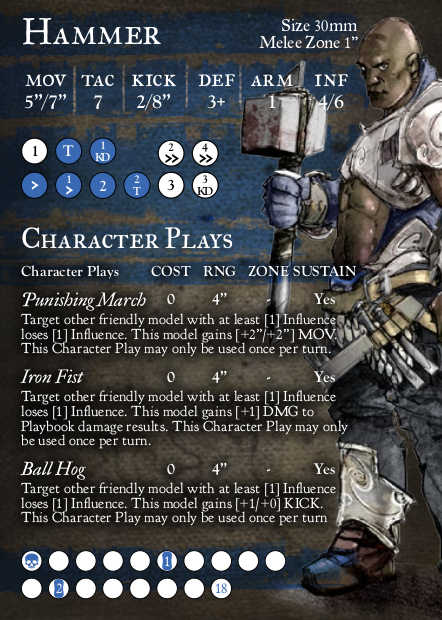 Hammer
Size 30mm
Melee Zone 1"
MOV TAC KICK DEF ARM INF
5"/7" 7 2/8" 3+ 1 4/6
1 T 1 KD 2 >> 4 >>
> 1 > 2 2 T 3 3 KD
Character Plays
Character Plays COST RNG ZONE SUSTAIN
Punishing March 0 4" - Yes
Target other friendly model with at least [1] Influence
loses [1] Influence. This model gains [+2"/+2"] MOV.
This Character Play may only be used once per turn.
Iron Fist 0 4" - Yes
Target other friendly model with at least [1] Influence
loses [1] Influence. This model gains [+1] DMG to
Playbook damage results. This Character Play may only
be used once per turn.
Ball Hog 0 4" - Yes
Target other friendly model with at least [1] Influence
loses [1] Influence. This model gains [+1/+0] KICK.
This Character Play may only be used once per turn
1
2 18